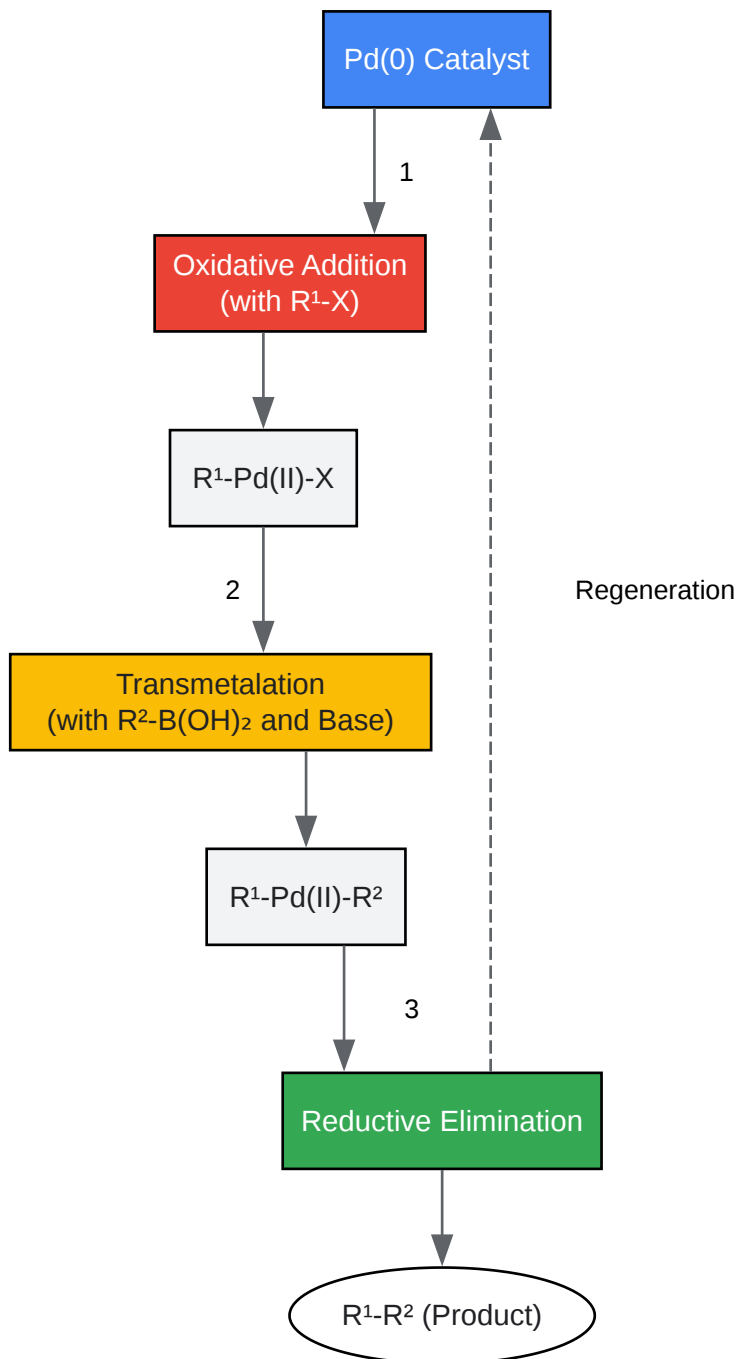 Pd(0) Catalyst
1
Oxidative Addition
(with R¹-X)
R¹-Pd(II)-X
2
Regeneration
Transmetalation
(with R²-B(OH)₂ and Base)
R¹-Pd(II)-R²
3
Reductive Elimination
R¹-R² (Product)